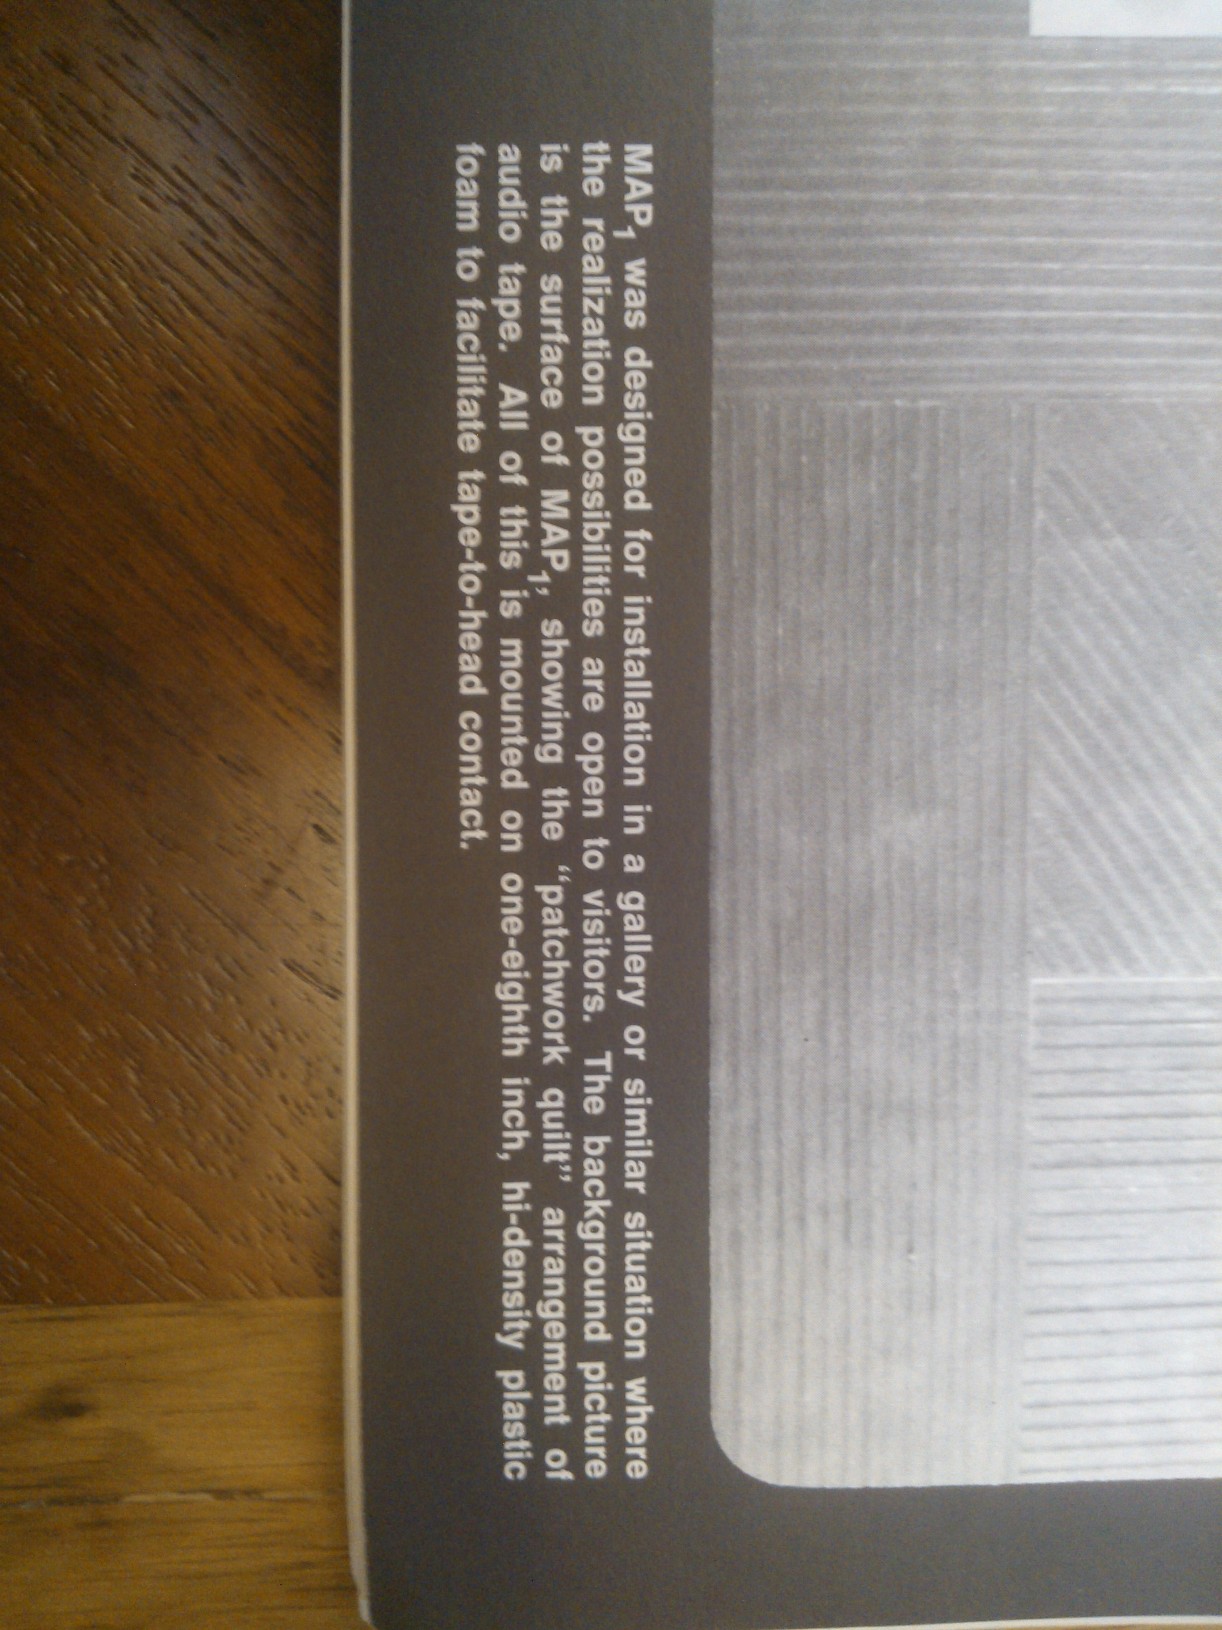 MAP₁ was designed for installation in a gallery or similar situation where
the realization possibilities are open to visitors. The background picture
is the surface of MAP₁, showing the “patchwork quilt” arrangement of
audio tape. All of this is mounted on one-eighth inch, hi-density plastic
foam to facilitate tape-to-head contact.